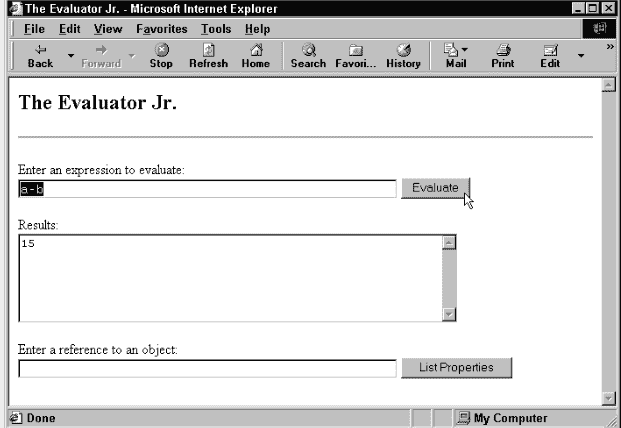 The Evaluator Jr. - Microsoft Internet Explorer
File Edit View Favorites Tools Help
Back Forward Stop Refresh Home Search Favori... History Mail Print Edit »
The Evaluator Jr.
Enter an expression to evaluate:
a-b Evaluate
Results:
15
Enter a reference to an object:
List Properties
Done My Computer